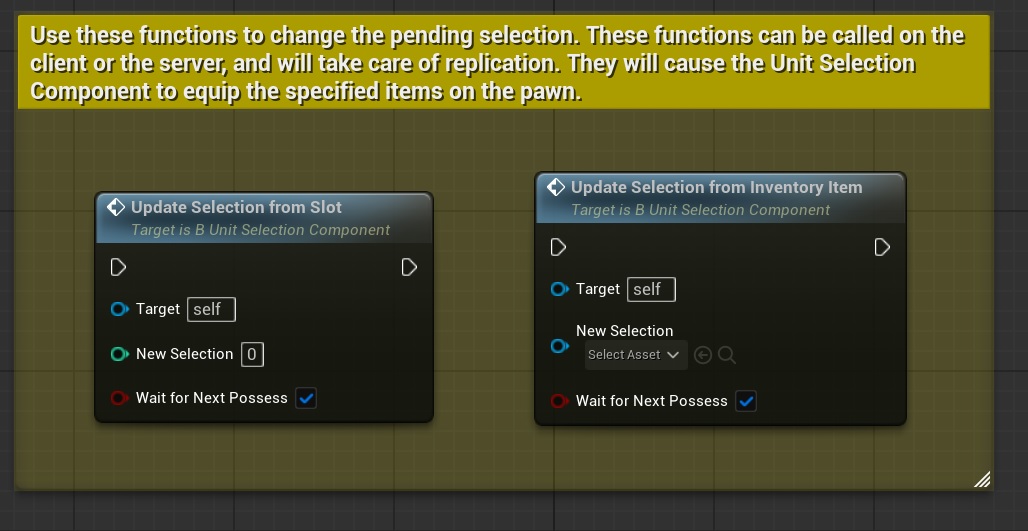 Use these functions to change the pending selection. These functions can be called on the
client or the server, and will take care of replication. They will cause the Unit Selection
Component to equip the specified items on the pawn.
Update Selection from Slot
Target is B Unit Selection Component
Target self
New Selection 0
Wait for Next Possess
Update Selection from Inventory Item
Target is B Unit Selection Component
Target self
New Selection
Select Asset
Wait for Next Possess